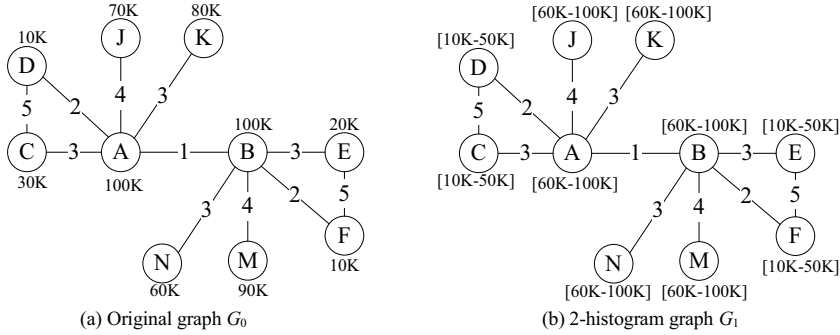 70K
80K
10K
J
K
D
5
2
4
3
100K
20K
C
3
A
1
B
3
E
30K
100K
3
4
2
5
F
N
M
10K
60K
90K
(a) Original graph G0
[60K-100K]
[60K-100K]
[10K-50K]
J
K
D
5
2
4
3
[60K-100K]
[10K-50K]
C
3
A
1
B
3
E
[10K-50K]
[60K-100K]
3
4
2
5
F
N
M
[10K-50K]
[60K-100K]
[60K-100K]
(b) 2-histogram graph G1